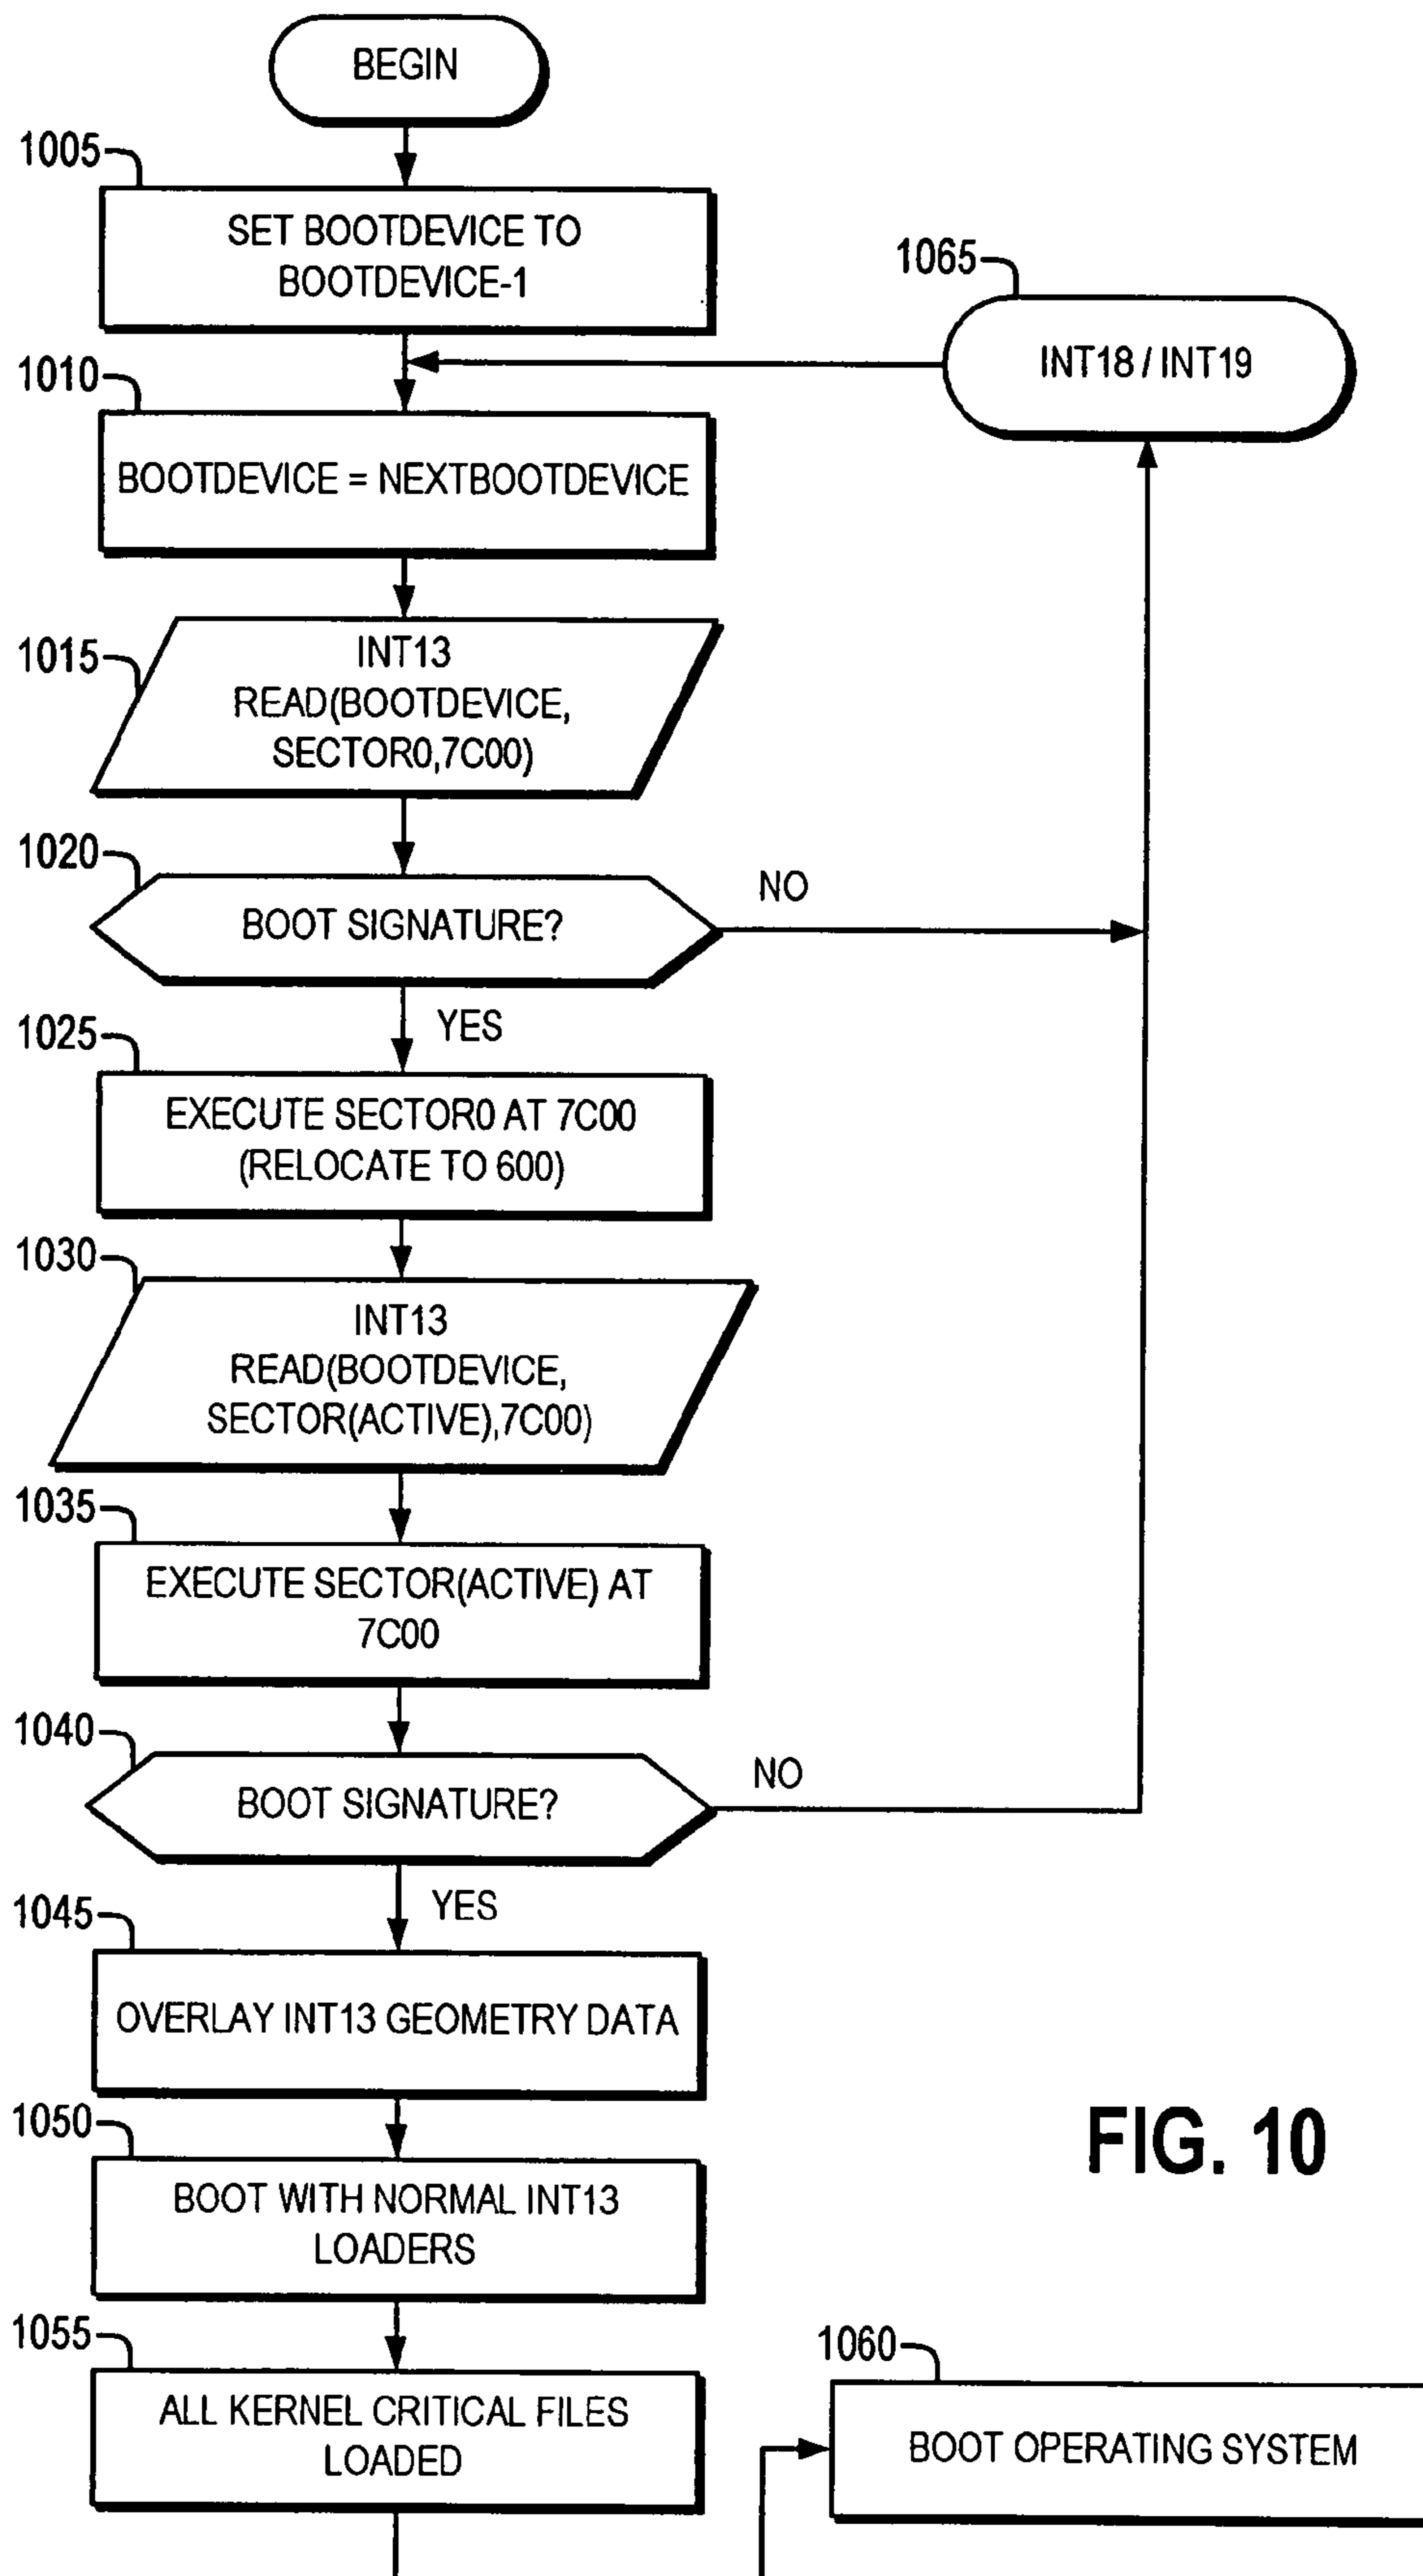 BEGIN
1005
SET BOOTDEVICE TO
BOOTDEVICE-1
1065
INT18 / INT19
1010
BOOTDEVICE = NEXTBOOTDEVICE
1015
INT13
READ(BOOTDEVICE,
SECTOR0,7C00)
1020
BOOT SIGNATURE?
NO
YES
1025
EXECUTE SECTOR0 AT 7C00
(RELOCATE TO 600)
1030
INT13
READ(BOOTDEVICE,
SECTOR(ACTIVE),7C00)
1035
EXECUTE SECTOR(ACTIVE) AT
7C00
1040
BOOT SIGNATURE?
NO
YES
1045
OVERLAY INT13 GEOMETRY DATA
1050
BOOT WITH NORMAL INT13
LOADERS
FIG. 10
1055
ALL KERNEL CRITICAL FILES
LOADED
1060
BOOT OPERATING SYSTEM